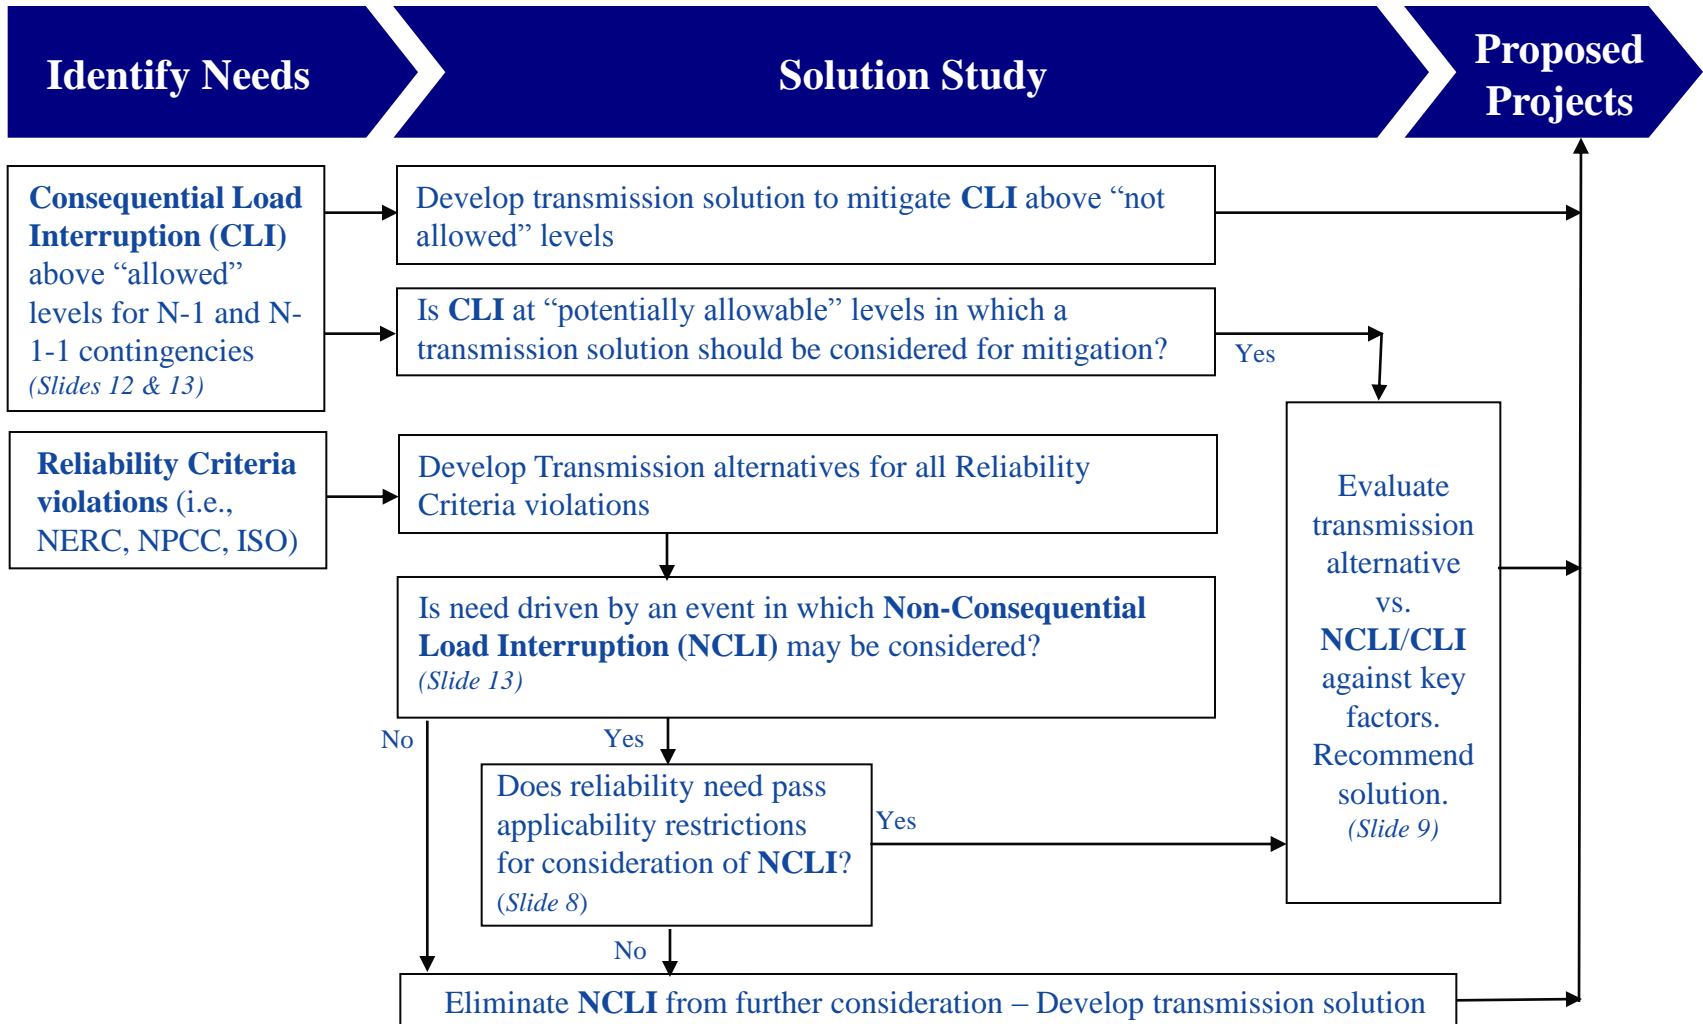 Identify Needs
Solution Study
Proposed
Projects
Consequential Load
Interruption (CLI)
above “allowed”
levels for N-1 and N-
1-1 contingencies
(Slides 12 & 13)
Develop transmission solution to mitigate CLI above “not
allowed” levels
Is CLI at “potentially allowable” levels in which a
transmission solution should be considered for mitigation?
Yes
Reliability Criteria
violations (i.e.,
NERC, NPCC, ISO)
Develop Transmission alternatives for all Reliability
Criteria violations
Is need driven by an event in which Non-Consequential
Load Interruption (NCLI) may be considered?
(Slide 13)
No
Yes
Does reliability need pass
applicability restrictions
for consideration of NCLI?
(Slide 8)
Yes
No
Evaluate
transmission
alternative
vs.
NCLI/CLI
against key
factors.
Recommend
solution.
(Slide 9)
Eliminate NCLI from further consideration – Develop transmission solution